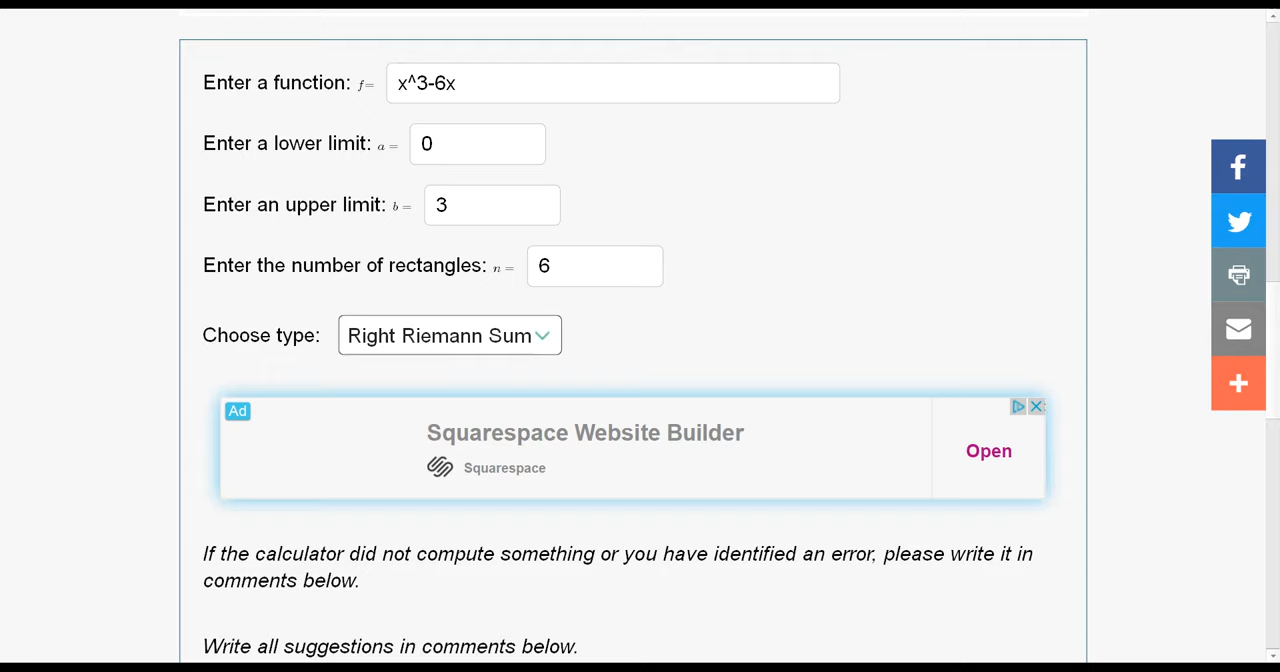 Enter a function: f= x^3-6x
Enter a lower limit: a = 0
Enter an upper limit: b = 3
Enter the number of rectangles: n = 6
Choose type: Right Riemann Sum
Ad
Squarespace Website Builder
Squarespace
Open
If the calculator did not compute something or you have identified an error, please write it in
comments below.
Write all suggestions in comments below.